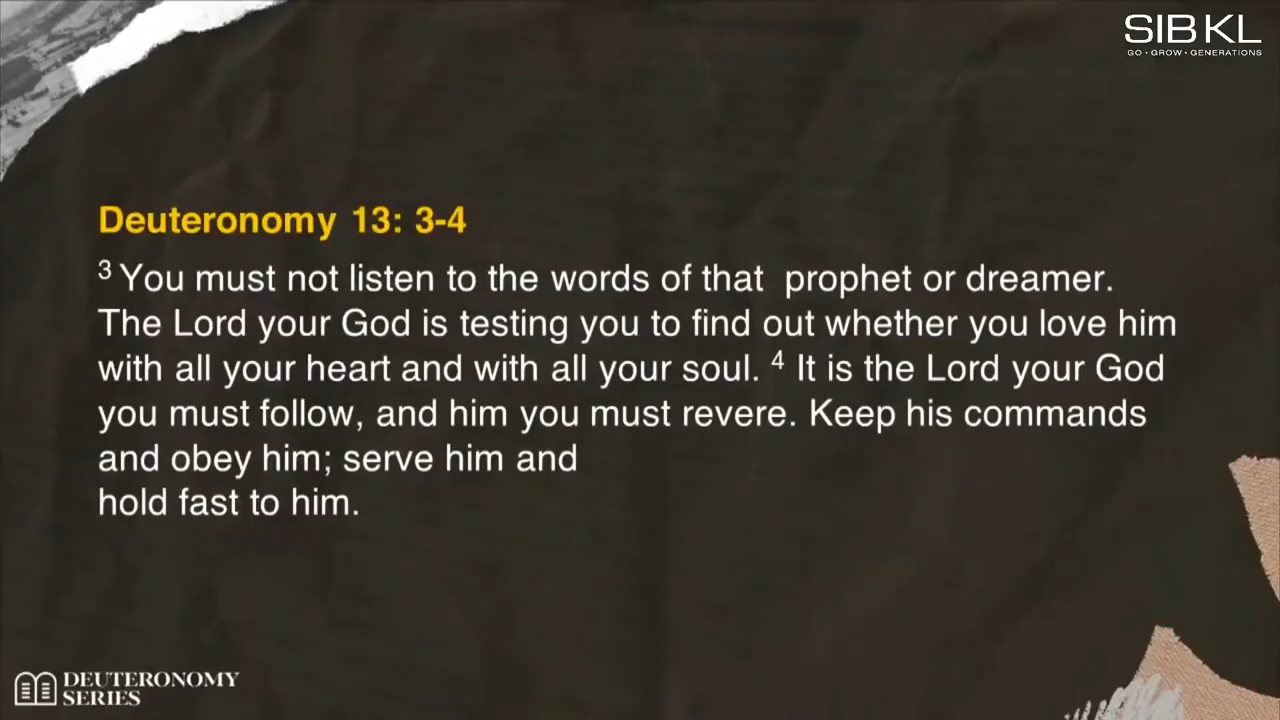 SIBKL
GO • GROW • GENERATIONS
Deuteronomy 13: 3-4
3 You must not listen to the words of that  prophet or dreamer.
The Lord your God is testing you to find out whether you love him
with all your heart and with all your soul. 4 It is the Lord your God
you must follow, and him you must revere. Keep his commands
and obey him; serve him and
hold fast to him.
DEUTERONOMY
SERIES